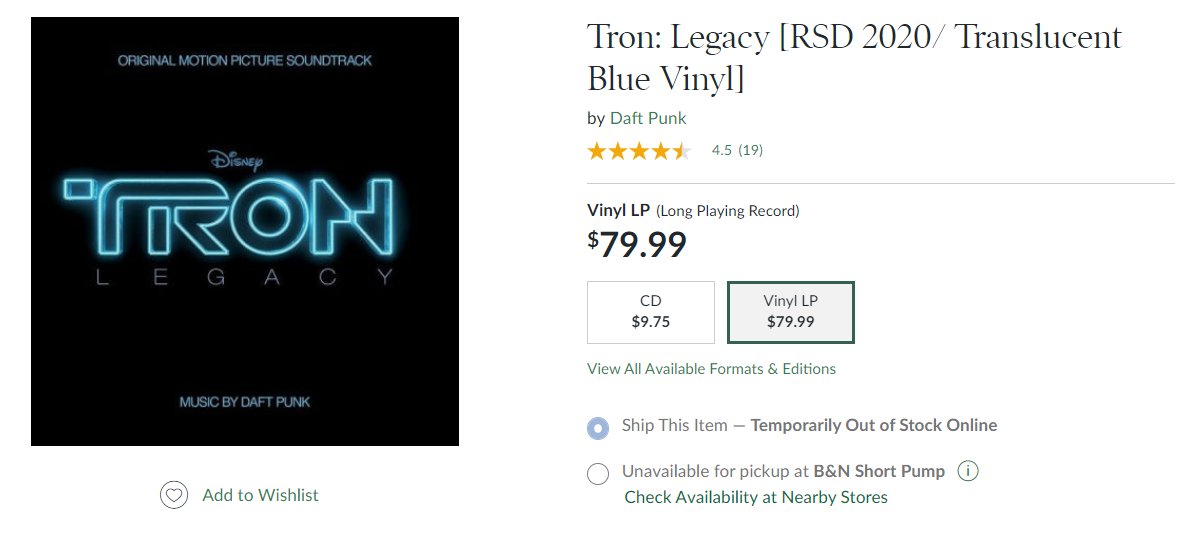 ORIGINAL MOTION PICTURE SOUNDTRACK
Disney
TRON
LEGACY
MUSIC BY DAFT PUNK
Add to Wishlist
Tron: Legacy [RSD 2020/ Translucent
Blue Vinyl]
by Daft Punk
4.5 (19)
Vinyl LP (Long Playing Record)
$79.99
CD
$9.75
Vinyl LP
$79.99
View All Available Formats & Editions
Ship This Item — Temporarily Out of Stock Online
Unavailable for pickup at B&N Short Pump i
Check Availability at Nearby Stores